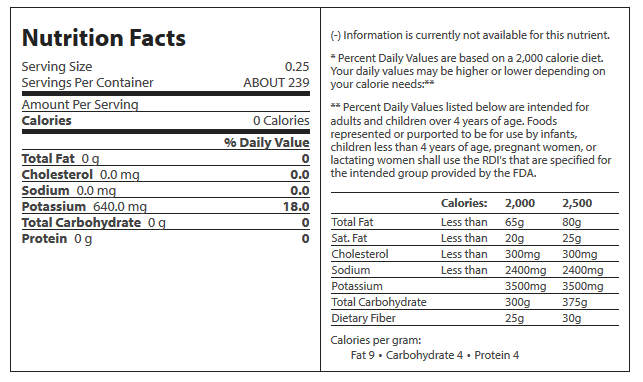 Nutrition Facts
Serving Size 0.25
Servings Per Container ABOUT 239
Amount Per Serving
Calories 0 Calories
% Daily Value
Total Fat 0 g 0
Cholesterol 0.0 mg 0.0
Sodium 0.0 mg 0.0
Potassium 640.0 mg 18.0
Total Carbohydrate 0 g 0
Protein 0 g 0
(-) Information is currently not available for this nutrient.
* Percent Daily Values are based on a 2,000 calorie diet.
Your daily values may be higher or lower depending on
your calorie needs:**
** Percent Daily Values listed below are intended for
adults and children over 4 years of age. Foods
represented or purported to be for use by infants,
children less than 4 years of age, pregnant women, or
lactating women shall use the RDI's that are specified for
the intended group provided by the FDA.
Calories: 2,000 2,500
Total Fat Less than 65g 80g
Sat. Fat Less than 20g 25g
Cholesterol Less than 300mg 300mg
Sodium Less than 2400mg 2400mg
Potassium 3500mg 3500mg
Total Carbohydrate 300g 375g
Dietary Fiber 25g 30g
Calories per gram:
Fat 9 • Carbohydrate 4 • Protein 4